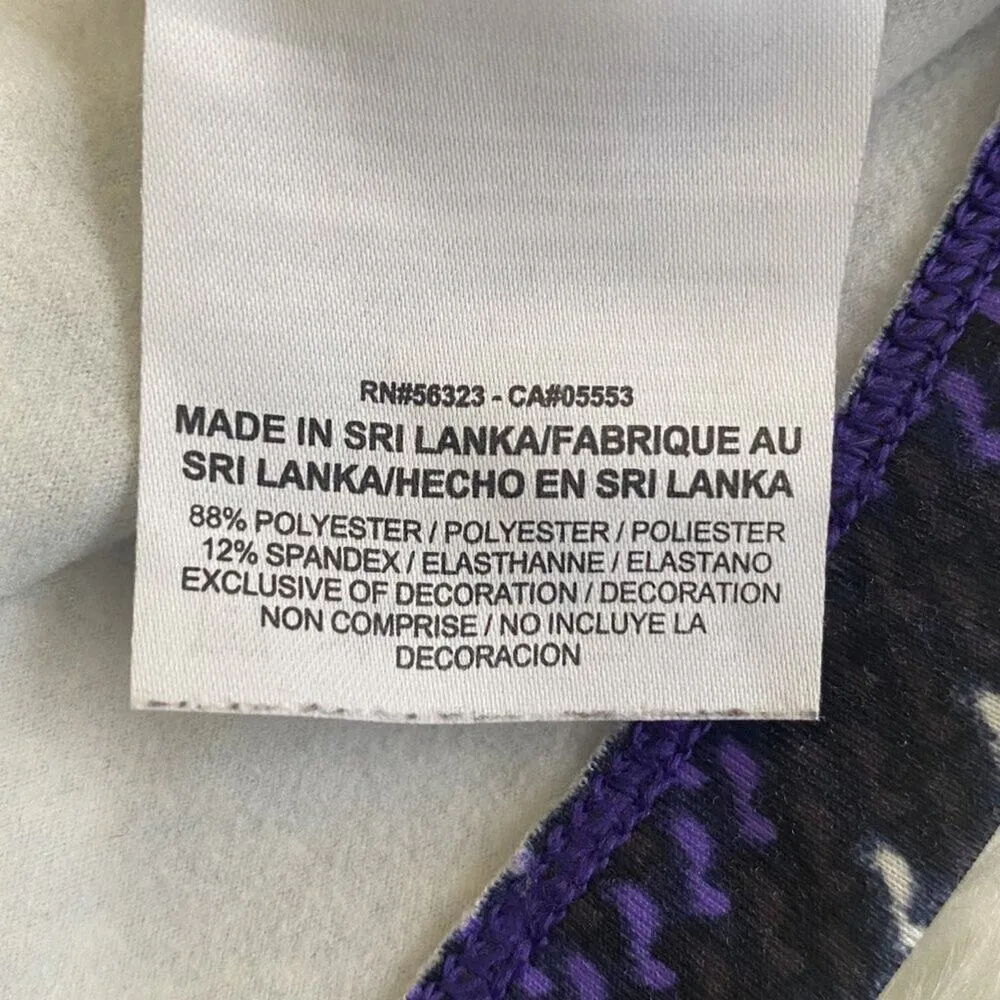 RN#56323 - CA#05553
MADE IN SRI LANKA/FABRIQUE AU
SRI LANKA/HECHO EN SRI LANKA
88% POLYESTER / POLYESTER / POLIESTER
12% SPANDEX / ELASTHANNE / ELASTANO
EXCLUSIVE OF DECORATION / DECORATION
NON COMPRISE / NO INCLUYE LA
DECORACION